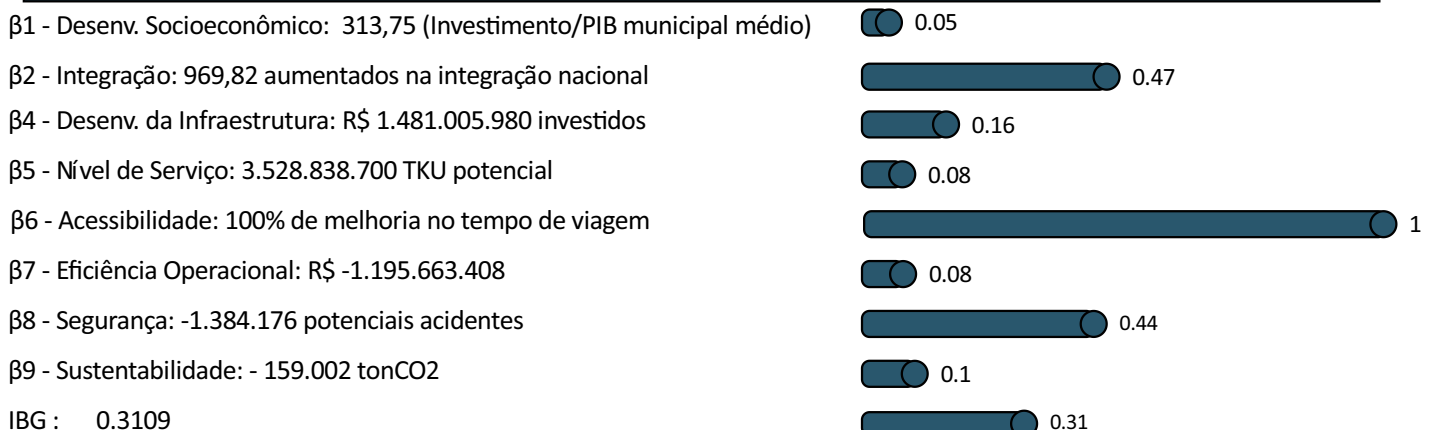 β1 - Desenv. Socioeconômico: 313,75 (Investimento/PIB municipal médio) 0.05
β2 - Integração: 969,82 aumentados na integração nacional 0.47
β4 - Desenv. da Infraestrutura: R$ 1.481.005.980 investidos 0.16
β5 - Nível de Serviço: 3.528.838.700 TKU potencial 0.08
β6 - Acessibilidade: 100% de melhoria no tempo de viagem 1
β7 - Eficiência Operacional: R$ -1.195.663.408 0.08
β8 - Segurança: -1.384.176 potenciais acidentes 0.44
β9 - Sustentabilidade: - 159.002 tonCO2 0.1
IBG : 0.3109 0.31